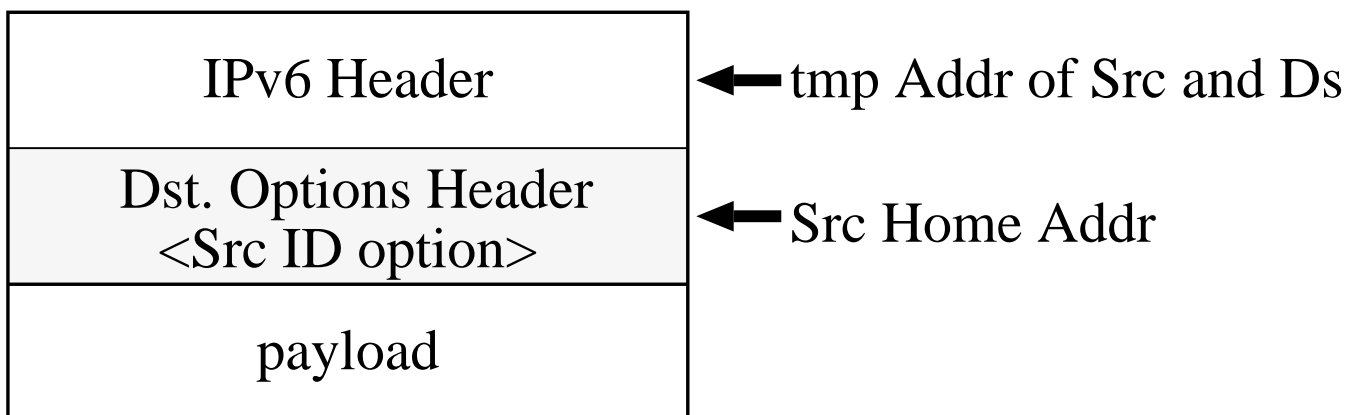 IPv6 Header
tmp Addr of Src and Ds
Dst. Options Header
<Src ID option>
Src Home Addr
payload